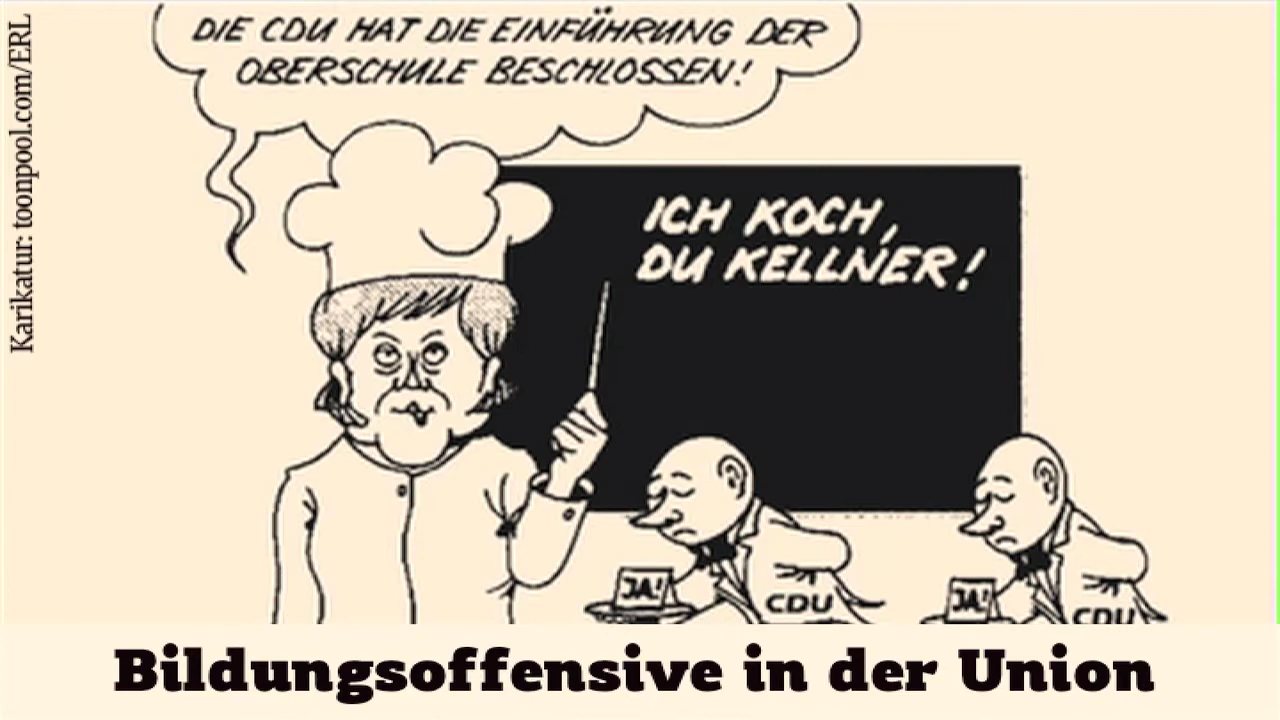 DIE CDU HAT DIE EINFÜHRUNG DER
OBERSCHULE BESCHLOSSEN!
Karikatur: toonpool.com/ERL
ICH KOCH,
DU KELLNER!
JA!
CDU
JA!
CDU
Bildungsoffensive in der Union